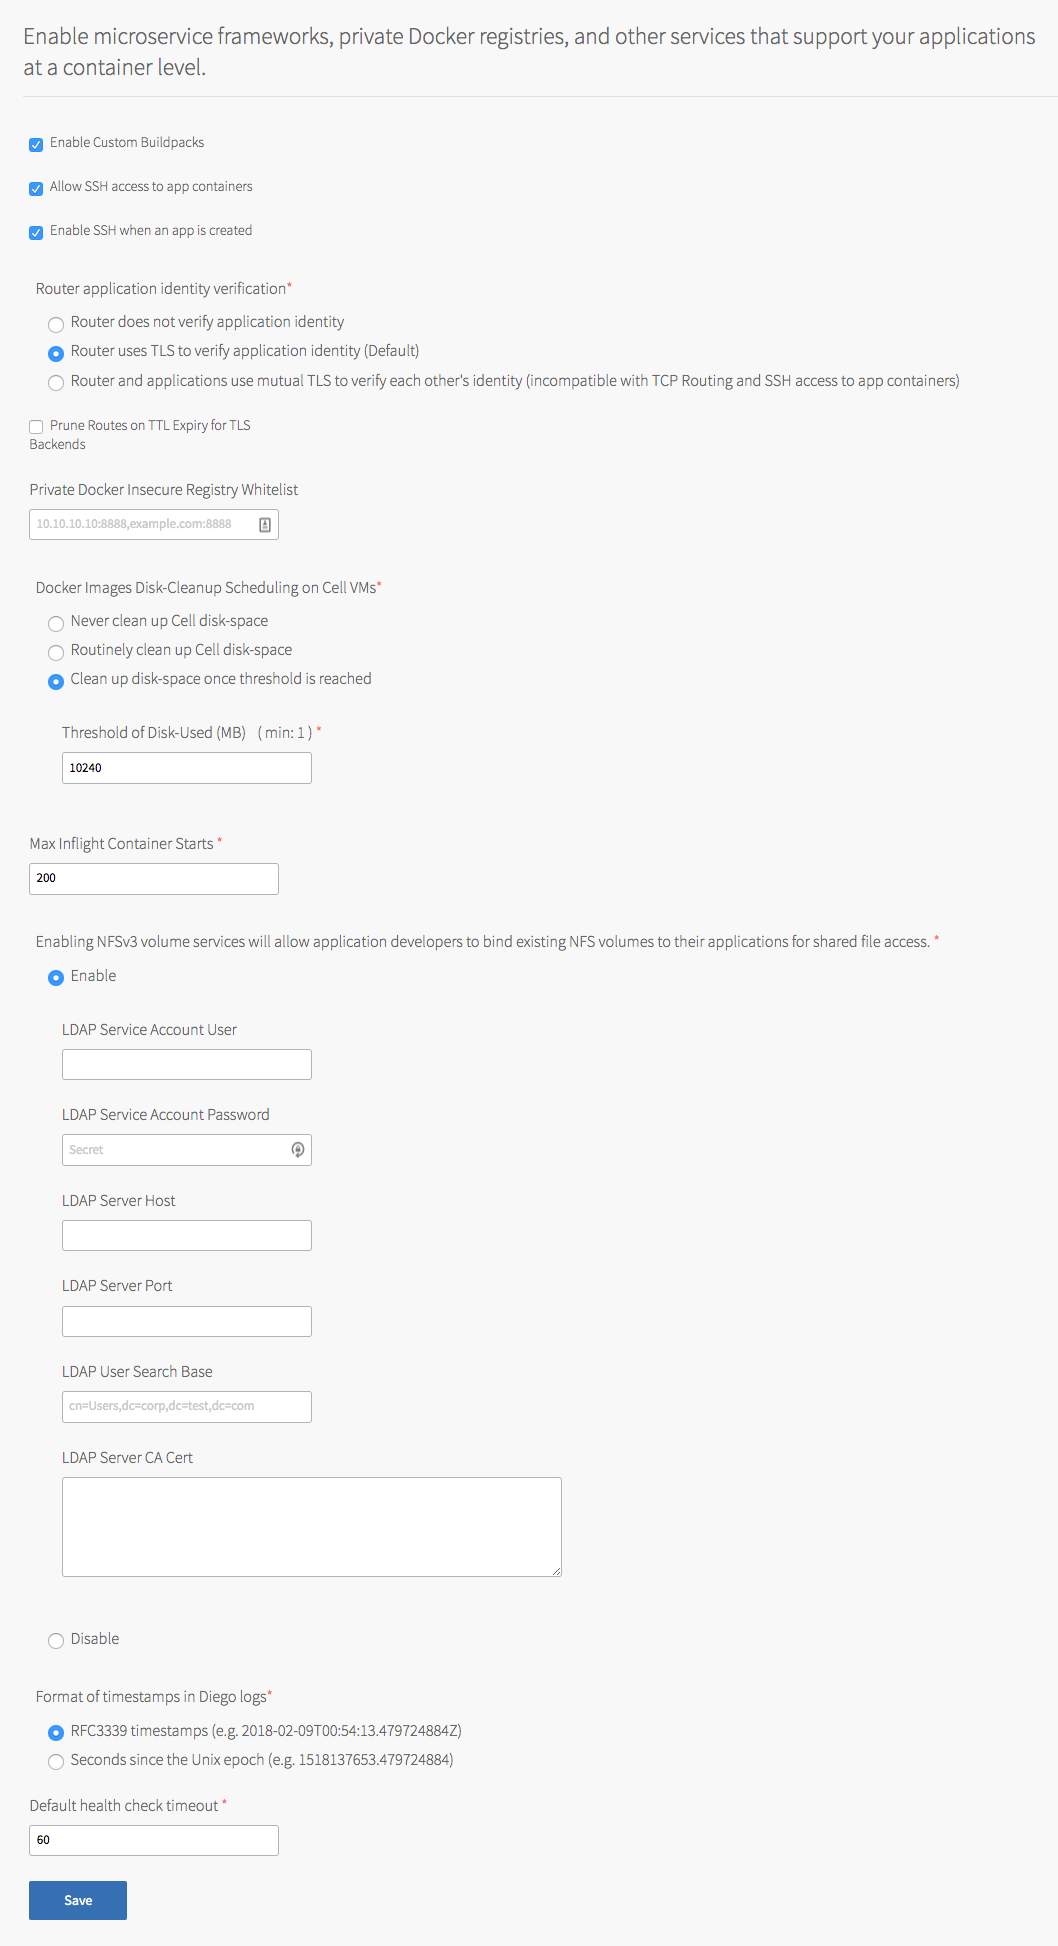 Enable microservice frameworks, private Docker registries, and other services that support your applications
at a container level.
Enable Custom Buildpacks
Allow SSH access to app containers
Enable SSH when an app is created
Router application identity verification*
Router does not verify application identity
Router uses TLS to verify application identity (Default)
Router and applications use mutual TLS to verify each other's identity (incompatible with TCP Routing and SSH access to app containers)
Prune Routes on TTL Expiry for TLS
Backends
Private Docker Insecure Registry Whitelist
10.10.10.10:8888,example.com:8888
Docker Images Disk-Cleanup Scheduling on Cell VMs*
Never clean up Cell disk-space
Routinely clean up Cell disk-space
Clean up disk-space once threshold is reached
Threshold of Disk-Used (MB) ( min: 1 ) *
10240
Max Inflight Container Starts *
200
Enabling NFSv3 volume services will allow application developers to bind existing NFS volumes to their applications for shared file access. *
Enable
LDAP Service Account User
LDAP Service Account Password
Secret
LDAP Server Host
LDAP Server Port
LDAP User Search Base
cn=Users,dc=corp,dc=test,dc=com
LDAP Server CA Cert
Disable
Format of timestamps in Diego logs*
RFC3339 timestamps (e.g. 2018-02-09T00:54:13.479724884Z)
Seconds since the Unix epoch (e.g. 1518137653.479724884)
Default health check timeout *
60
Save